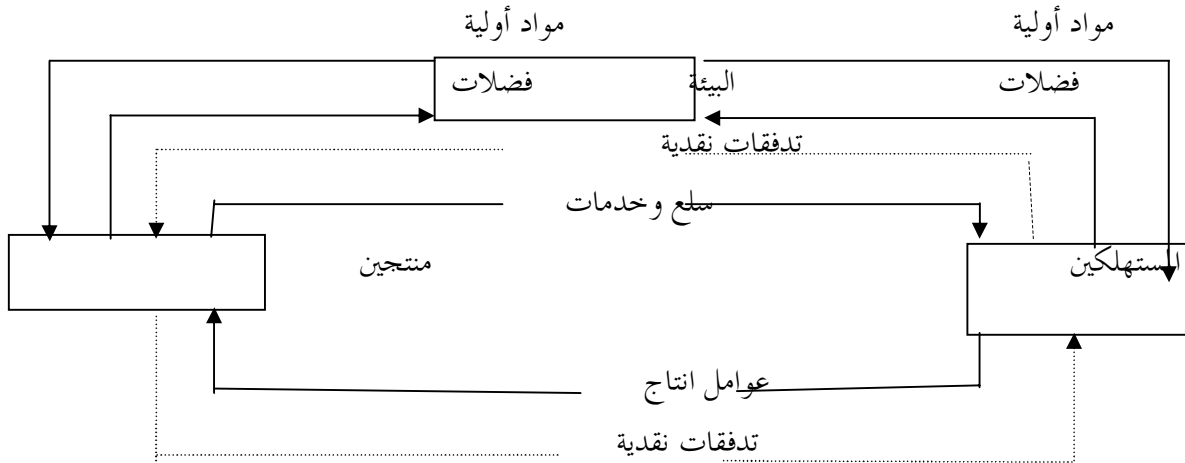 مواد أولية
مواد أولية
فضلات
البيئة
فضلات
تدفقات نقدية
سلع وخدمات
المستهلكين
منتجين
عوامل انتاج
تدفقات نقدية